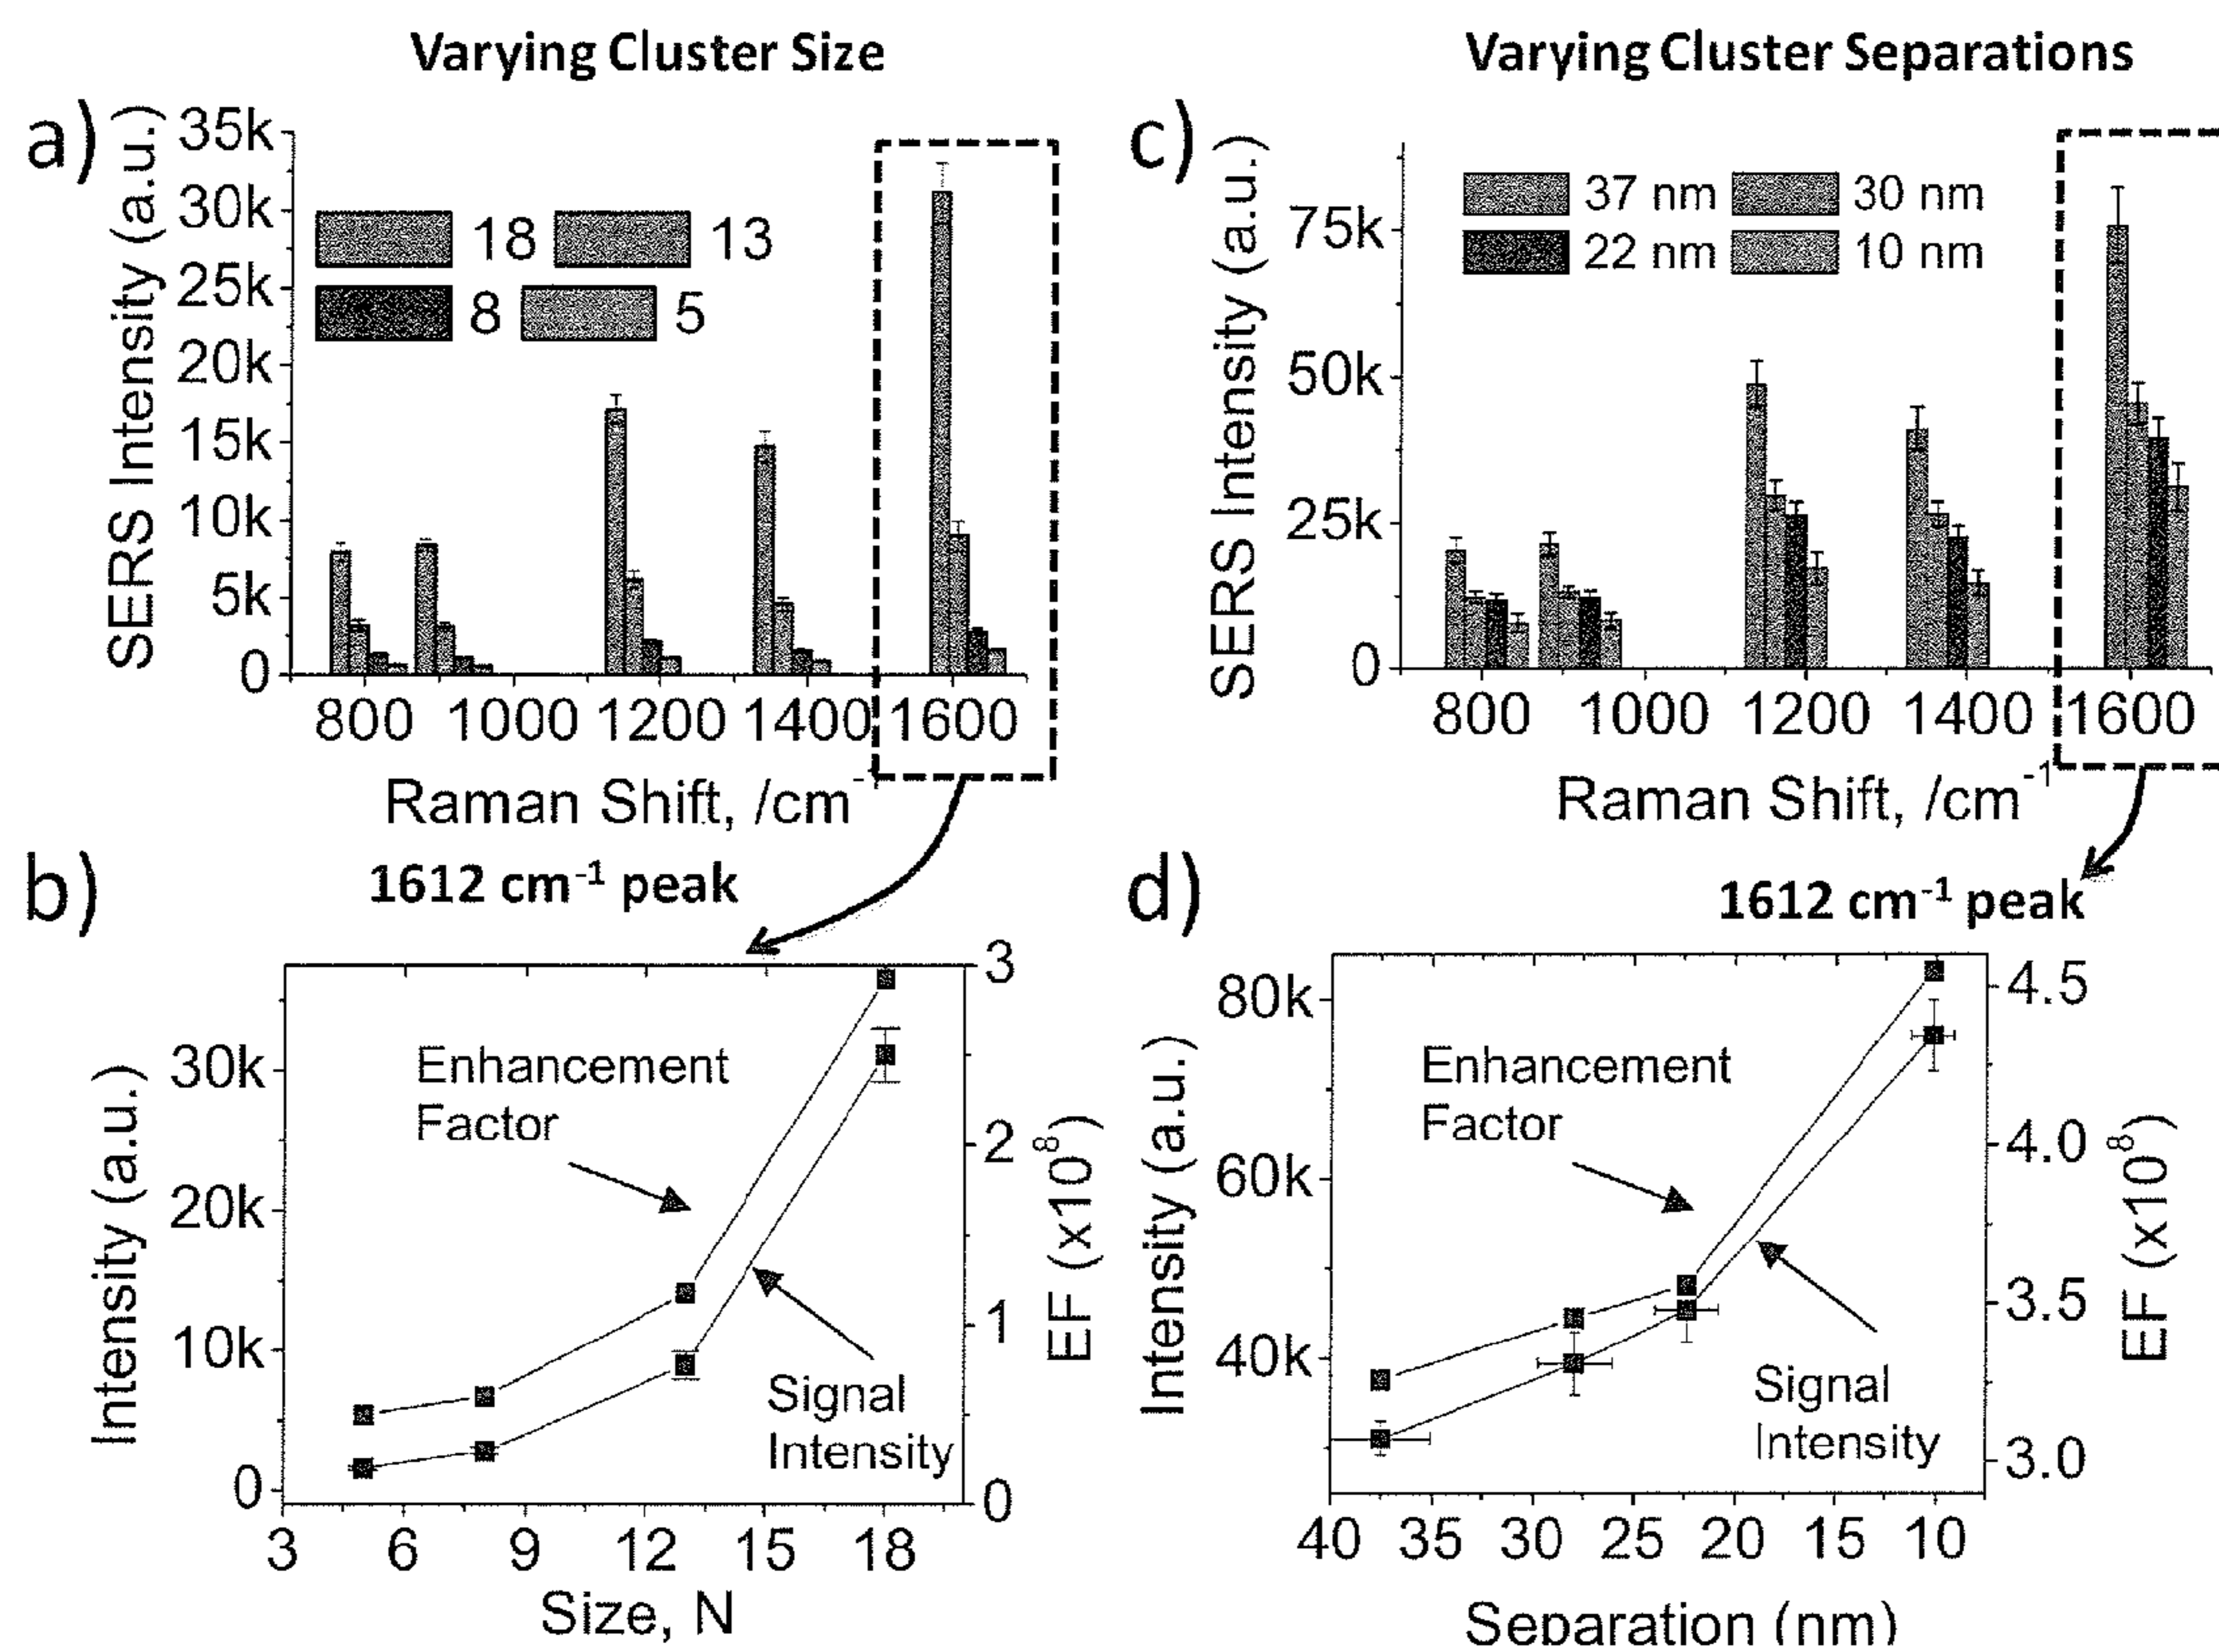 Varying Cluster Size
a)
SERS Intensity (a.u.)
35k
30k
25k
20k
15k
10k
5k
0
18 13
8 5
800 1000 1200 1400 1600
Raman Shift, /cm⁻¹
Varying Cluster Separations
c)
SERS Intensity (a.u.)
75k
50k
25k
0
37 nm 30 nm
22 nm 10 nm
800 1000 1200 1400 1600
Raman Shift, /cm⁻¹
b)
1612 cm⁻¹ peak
Intensity (a.u.)
30k
20k
10k
0
Enhancement
Factor
Signal
Intensity
3
2
1
0
EF (x10⁸)
3 6 9 12 15 18
Size, N
d)
1612 cm⁻¹ peak
Intensity (a.u.)
80k
60k
40k
Enhancement
Factor
Signal
Intensity
4.5
4.0
3.5
3.0
EF (x10⁸)
40 35 30 25 20 15 10
Separation (nm)